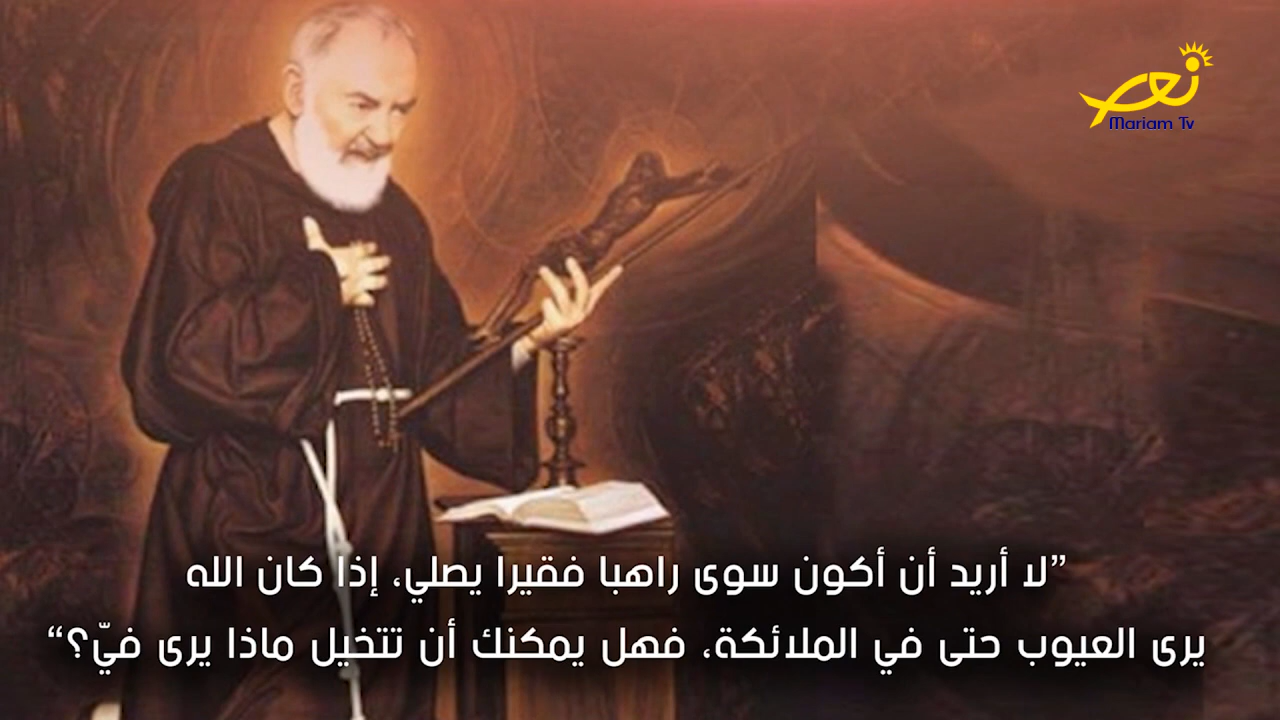 نعم
Mariam Tv
”لا أريد أن أكون سوى راهبا فقيرا يصلي، إذا كان الله
يرى العيوب حتى في الملائكة، فهل يمكنك أن تتخيل ماذا يرى فيّ؟“